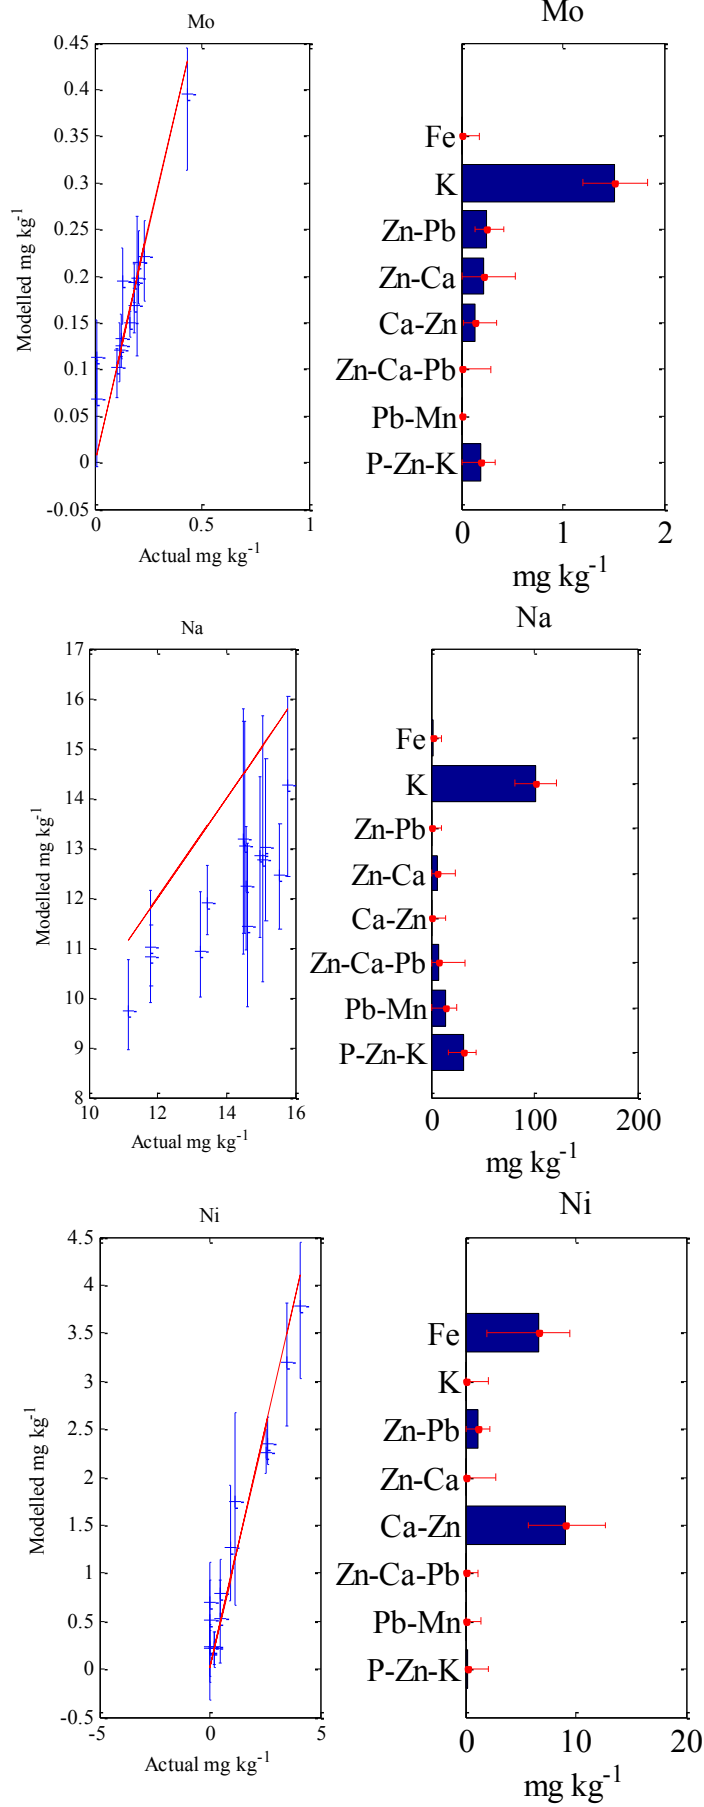 Mo
0.45
0.4
0.35
0.3
0.25
0.2
0.15
0.1
0.05
0
-0.05
0
0.5
1
Modelled mg kg-1
Actual mg kg-1
Mo
Fe
K
Zn-Pb
Zn-Ca
Ca-Zn
Zn-Ca-Pb
Pb-Mn
P-Zn-K
0
1
2
mg kg-1
Na
17
16
15
14
13
12
11
10
9
8
10
12
14
16
Modelled mg kg-1
Actual mg kg-1
Na
Fe
K
Zn-Pb
Zn-Ca
Ca-Zn
Zn-Ca-Pb
Pb-Mn
P-Zn-K
0
100
200
mg kg-1
Ni
4.5
4
3.5
3
2.5
2
1.5
1
0.5
0
-0.5
-5
0
5
Modelled mg kg-1
Actual mg kg-1
Ni
Fe
K
Zn-Pb
Zn-Ca
Ca-Zn
Zn-Ca-Pb
Pb-Mn
P-Zn-K
0
10
20
mg kg-1